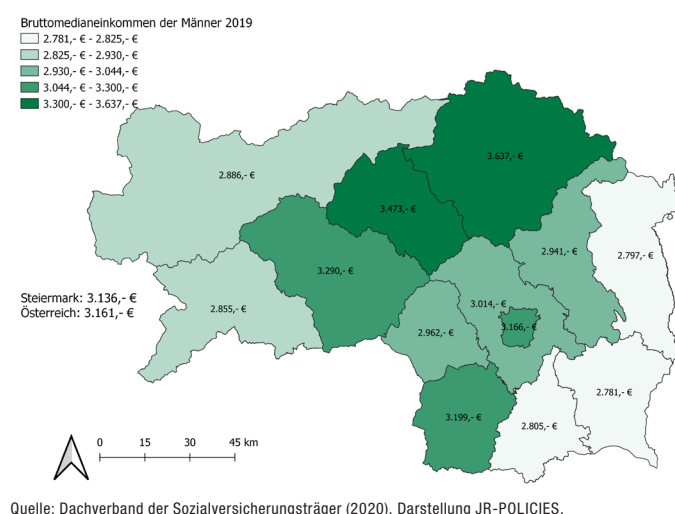 Bruttomedianeinkommen der Männer 2019
2.781,- € - 2.825,- €
2.825,- € - 2.930,- €
2.930,- € - 3.044,- €
3.044,- € - 3.300,- €
3.300,- € - 3.637,- €
3.637,- €
2.886,- €
3.473,- €
2.941,- €
2.797,- €
3.290,- €
Steiermark: 3.136,- €
Österreich: 3.161,- €
2.855,- €
3.014,- €
3.166,- €
2.962,- €
2.781,- €
3.199,- €
2.805,- €
0 15 30 45 km
Quelle: Dachverband der Sozialversicherungsträger (2020), Darstellung JR-POLICIES.